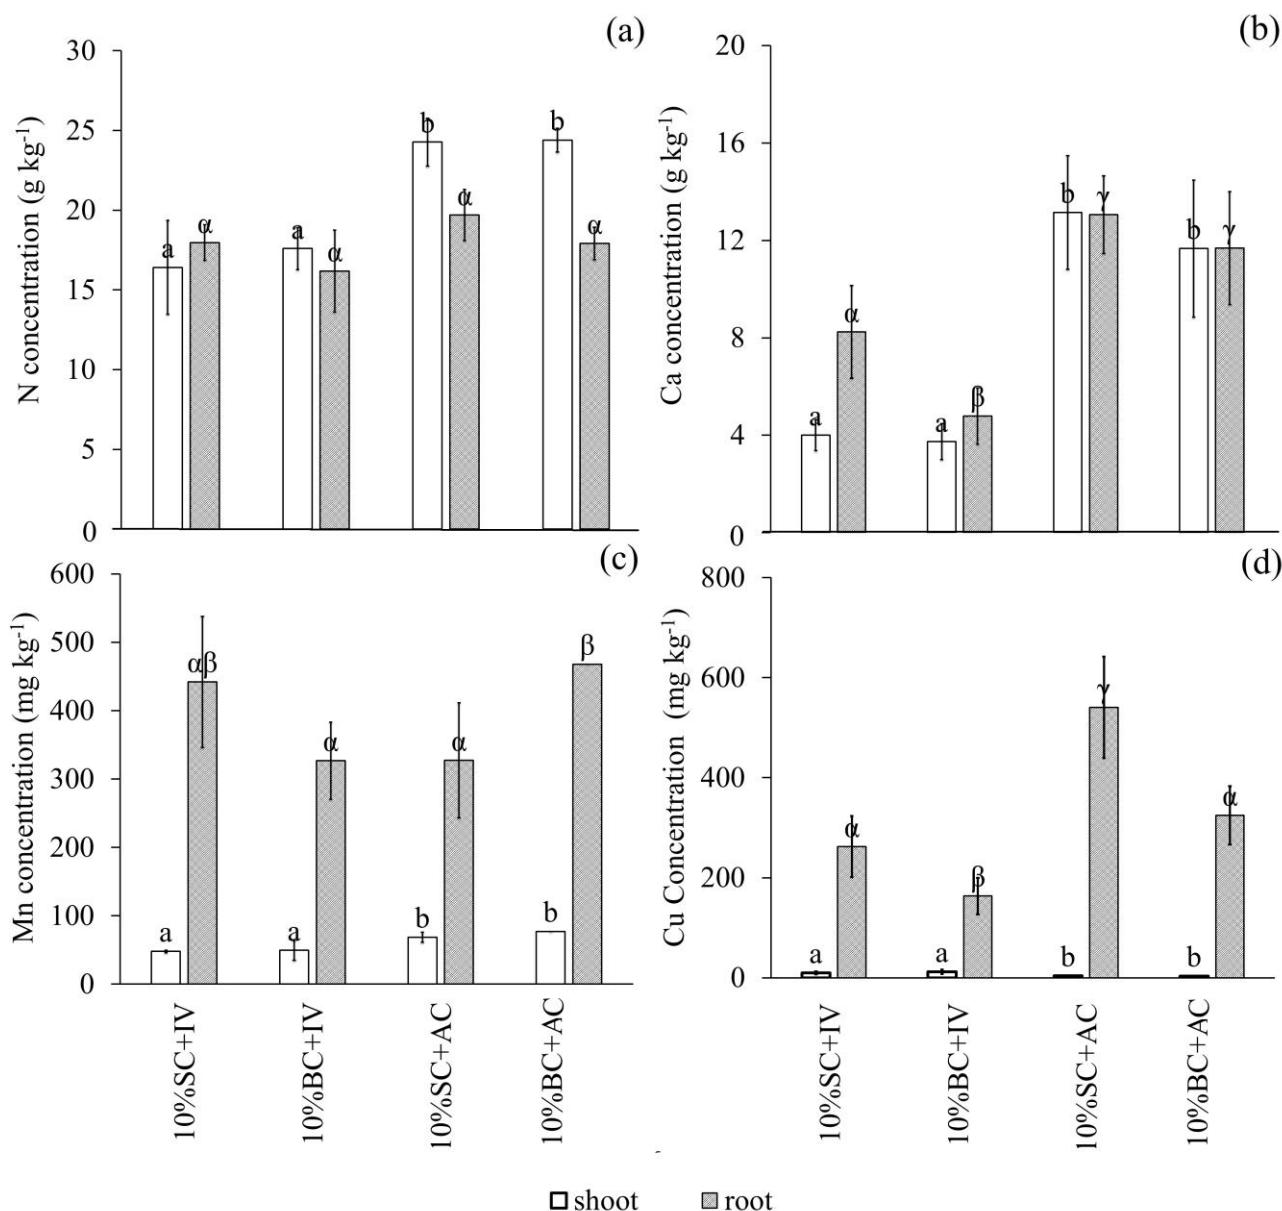 (a)
N concentration (g kg⁻¹)
30
25
20
15
10
5
0
a α a α b α b α
(b)
Ca concentration (g kg⁻¹)
20
16
12
8
4
0
a α a β b γ b γ
(c)
Mn concentration (mg kg⁻¹)
600
500
400
300
200
100
0
a αβ a α b α b β
10%SC+IV
10%BC+IV
10%SC+AC
10%BC+AC
(d)
Cu Concentration (mg kg⁻¹)
800
600
400
200
0
a α a β b γ b α
10%SC+IV
10%BC+IV
10%SC+AC
10%BC+AC
shoot root